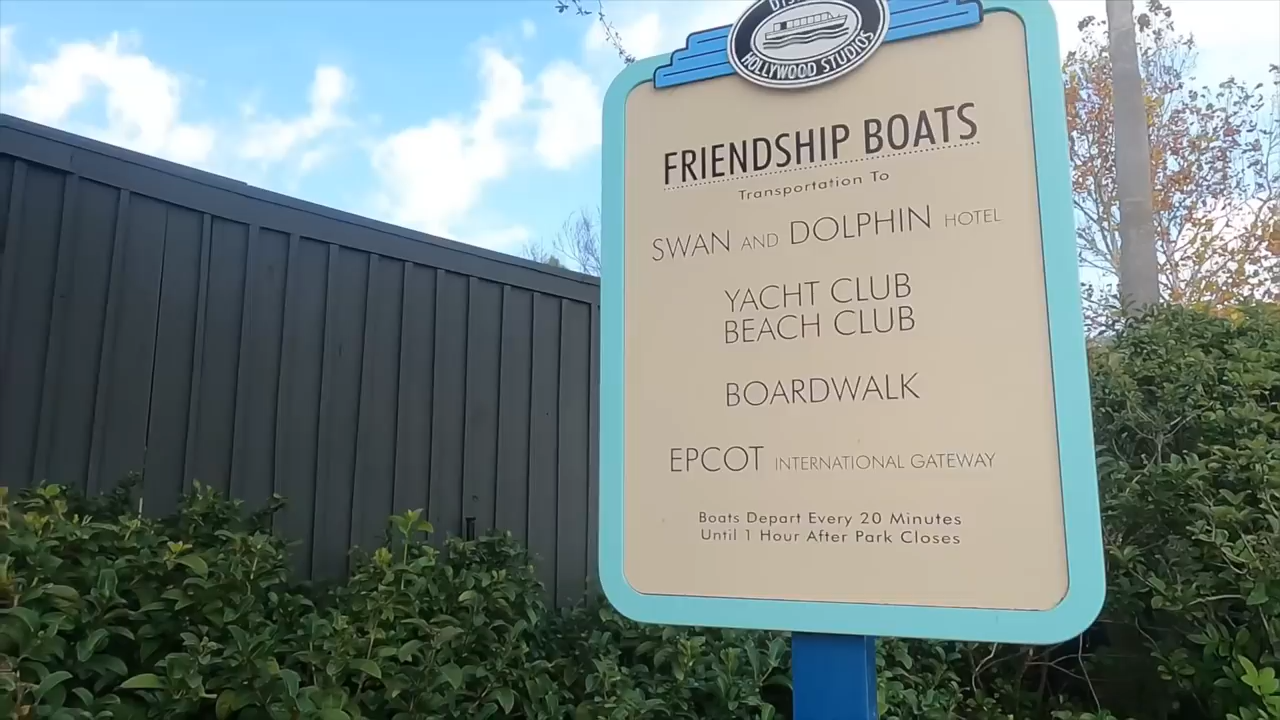 HOLLYWOOD STUDIOS
FRIENDSHIP BOATS
Transportation To
SWAN AND DOLPHIN HOTEL
YACHT CLUB
BEACH CLUB
BOARDWALK
EPCOT INTERNATIONAL GATEWAY
Boats Depart Every 20 Minutes
Until 1 Hour After Park Closes